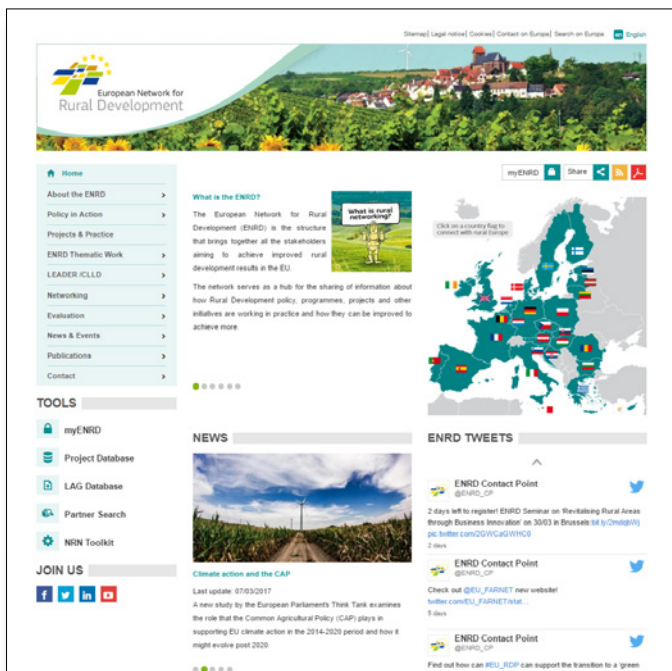 Sitemap| Legal notice| Cookies| Contact on Europe| Search on Europe en English
European Network for
Rural Development
Home
About the ENRD
Policy in Action
Projects & Practice
ENRD Thematic Work
LEADER /CLLD
Networking
Evaluation
News & Events
Publications
Contact
TOOLS
myENRD
Project Database
LAG Database
Partner Search
NRN Toolkit
JOIN US
What is the ENRD?
The European Network for Rural
Development (ENRD) is the structure
that brings together all the stakeholders
aiming to achieve improved rural
development results in the EU.
The network serves as a hub for the sharing of information about
how Rural Development policy, programmes, projects and other
initiatives are working in practice and how they can be improved to
achieve more.
What is rural
networking?
NEWS
Climate action and the CAP
Last update: 07/03/2017
A new study by the European Parliament's Think Tank examines
the role that the Common Agricultural Policy (CAP) plays in
supporting EU climate action in the 2014-2020 period and how it
might evolve post 2020.
myENRD Share
Click on a country flag to
connect with rural Europe
ENRD TWEETS
ENRD Contact Point
@ENRD_CP
2 days left to register! ENRD Seminar on 'Revitalising Rural Areas
through Business Innovation' on 30/03 in Brussels:bit.ly/2mdqbWj
pic.twitter.com/2GWCaGWHC0
2 days
ENRD Contact Point
@ENRD_CP
Check out @EU_FARNET new website!
twitter.com/EU_FARNET/stat…
5 days
ENRD Contact Point
@ENRD_CP
Find out how can #EU_RDP can support the transition to a 'green